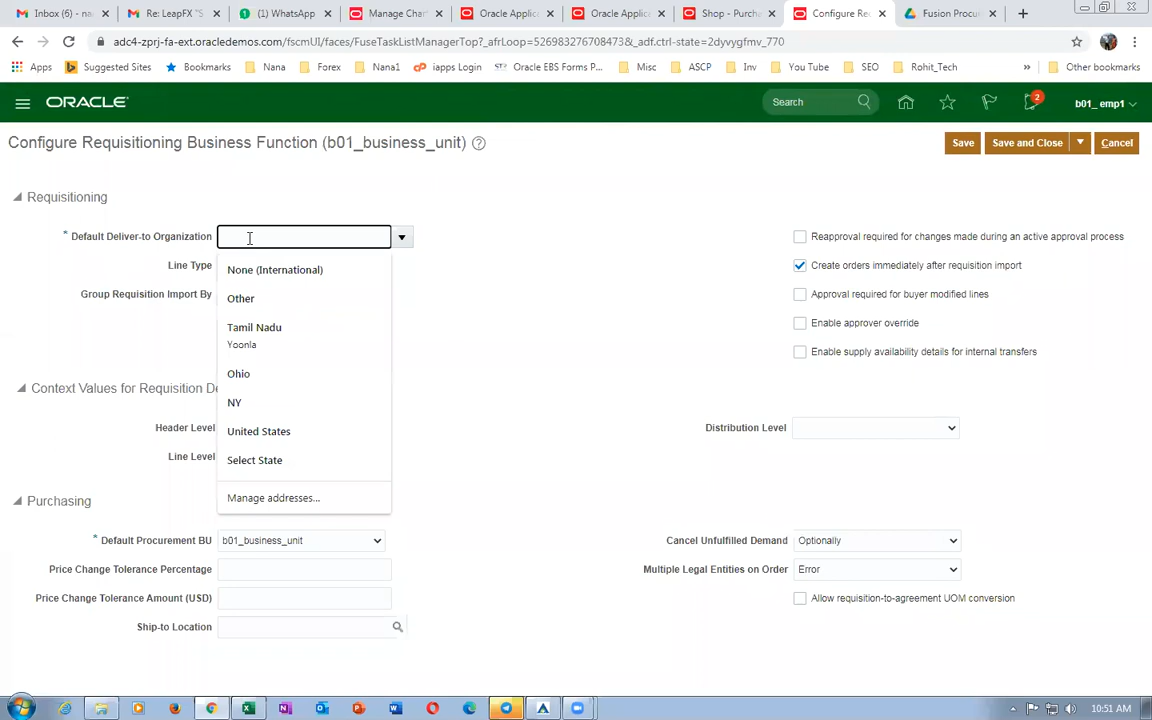 Inbox (6) - na
Re: LeapFX "S
(1) WhatsApp
Manage Char
Oracle Applic
Oracle Applic
Shop - Purcha
Configure Rec
Fusion Procur
adc4-zprj-fa-ext.oracledemos.com/fscmUI/faces/FuseTaskListManagerTop?_afrLoop=5269832767084736&_adf.ctrl-state=2dyvygfmv_770
Apps
Suggested Sites
Bookmarks
Nana
Forex
Nana1
iapps Login
Oracle EBS Forms P...
Misc
ASCP
Inv
You Tube
SEO
Rohit_Tech
»
Other bookmarks
ORACLE
Search
2
b01_ emp1
Configure Requisitioning Business Function (b01_business_unit)
Save
Save and Close
Cancel
Requisitioning
* Default Deliver-to Organization
Line Type
Group Requisition Import By
None (International)
Other
Tamil Nadu
Yoonla
Ohio
NY
United States
Select State
Manage addresses...
Reapproval required for changes made during an active approval process
Create orders immediately after requisition import
Approval required for buyer modified lines
Enable approver override
Enable supply availability details for internal transfers
Context Values for Requisition De
Header Level
Line Level
Distribution Level
Purchasing
* Default Procurement BU b01_business_unit
Price Change Tolerance Percentage
Price Change Tolerance Amount (USD)
Ship-to Location
Cancel Unfulfilled Demand Optionally
Multiple Legal Entities on Order Error
Allow requisition-to-agreement UOM conversion
10:51 AM